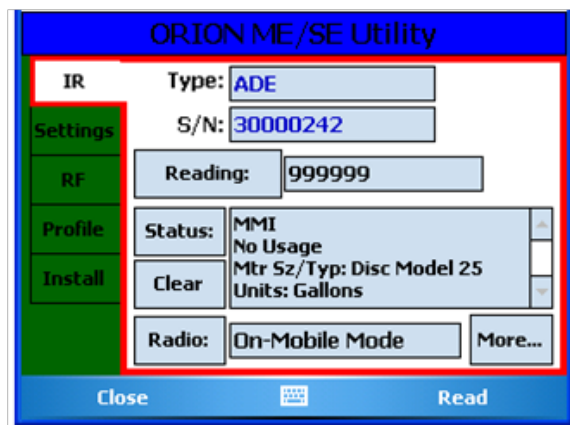 ORION ME/SE Utility
IR
Type: ADE
Settings
S/N: 30000242
RF
Reading: 999999
Profile
Status: MMI
No Usage
Mtr Sz/Typ: Disc Model 25
Install
Clear
Units: Gallons
Radio: On-Mobile Mode More...
Close Read